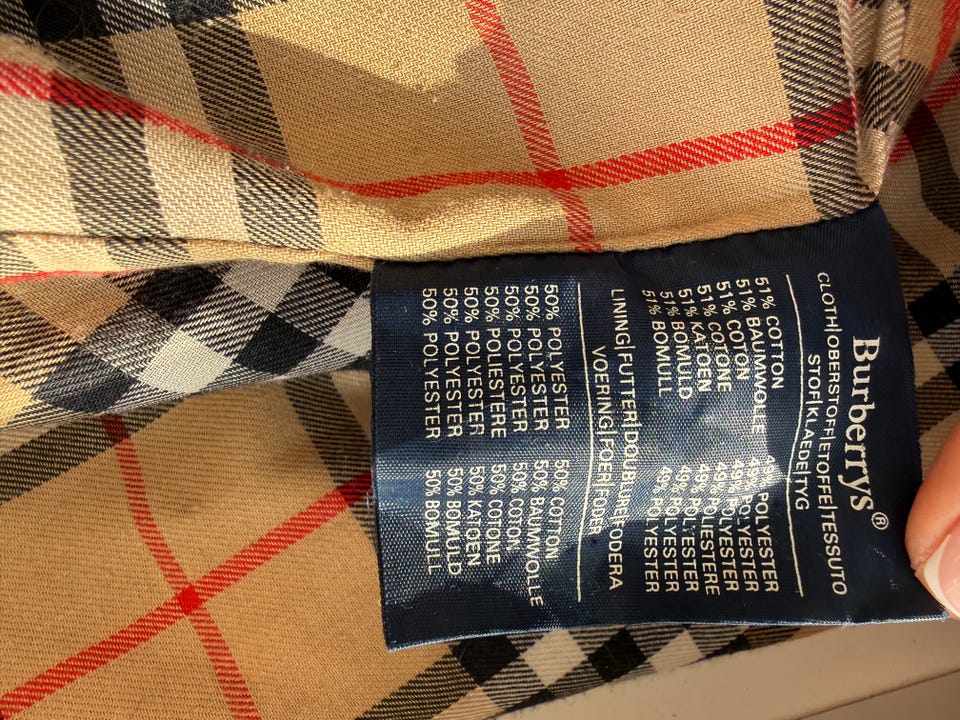 Burberrys®
CLOTH|OBERSTOFF|ETOFFE|TESSUTO
STOF|KLAEDE|TYG
51% COTTON 49% POLYESTER
51% BAUMWOLLE 49% POLYESTER
51% COTON 49% POLYESTER
51% COTONE 49% POLIESTERE
51% KATOEN 49% POLYESTER
51% BOMULD 49% POLYESTER
51% BOMULL 49% POLYESTER
LINING|FUTTER|DOUBLURE|FODERA
VOERING|FOER|FODER
50% POLYESTER 50% COTTON
50% POLYESTER 50% BAUMWOLLE
50% POLYESTER 50% COTON
50% POLIESTERE 50% COTONE
50% POLYESTER 50% KATOEN
50% POLYESTER 50% BOMULD
50% POLYESTER 50% BOMULL